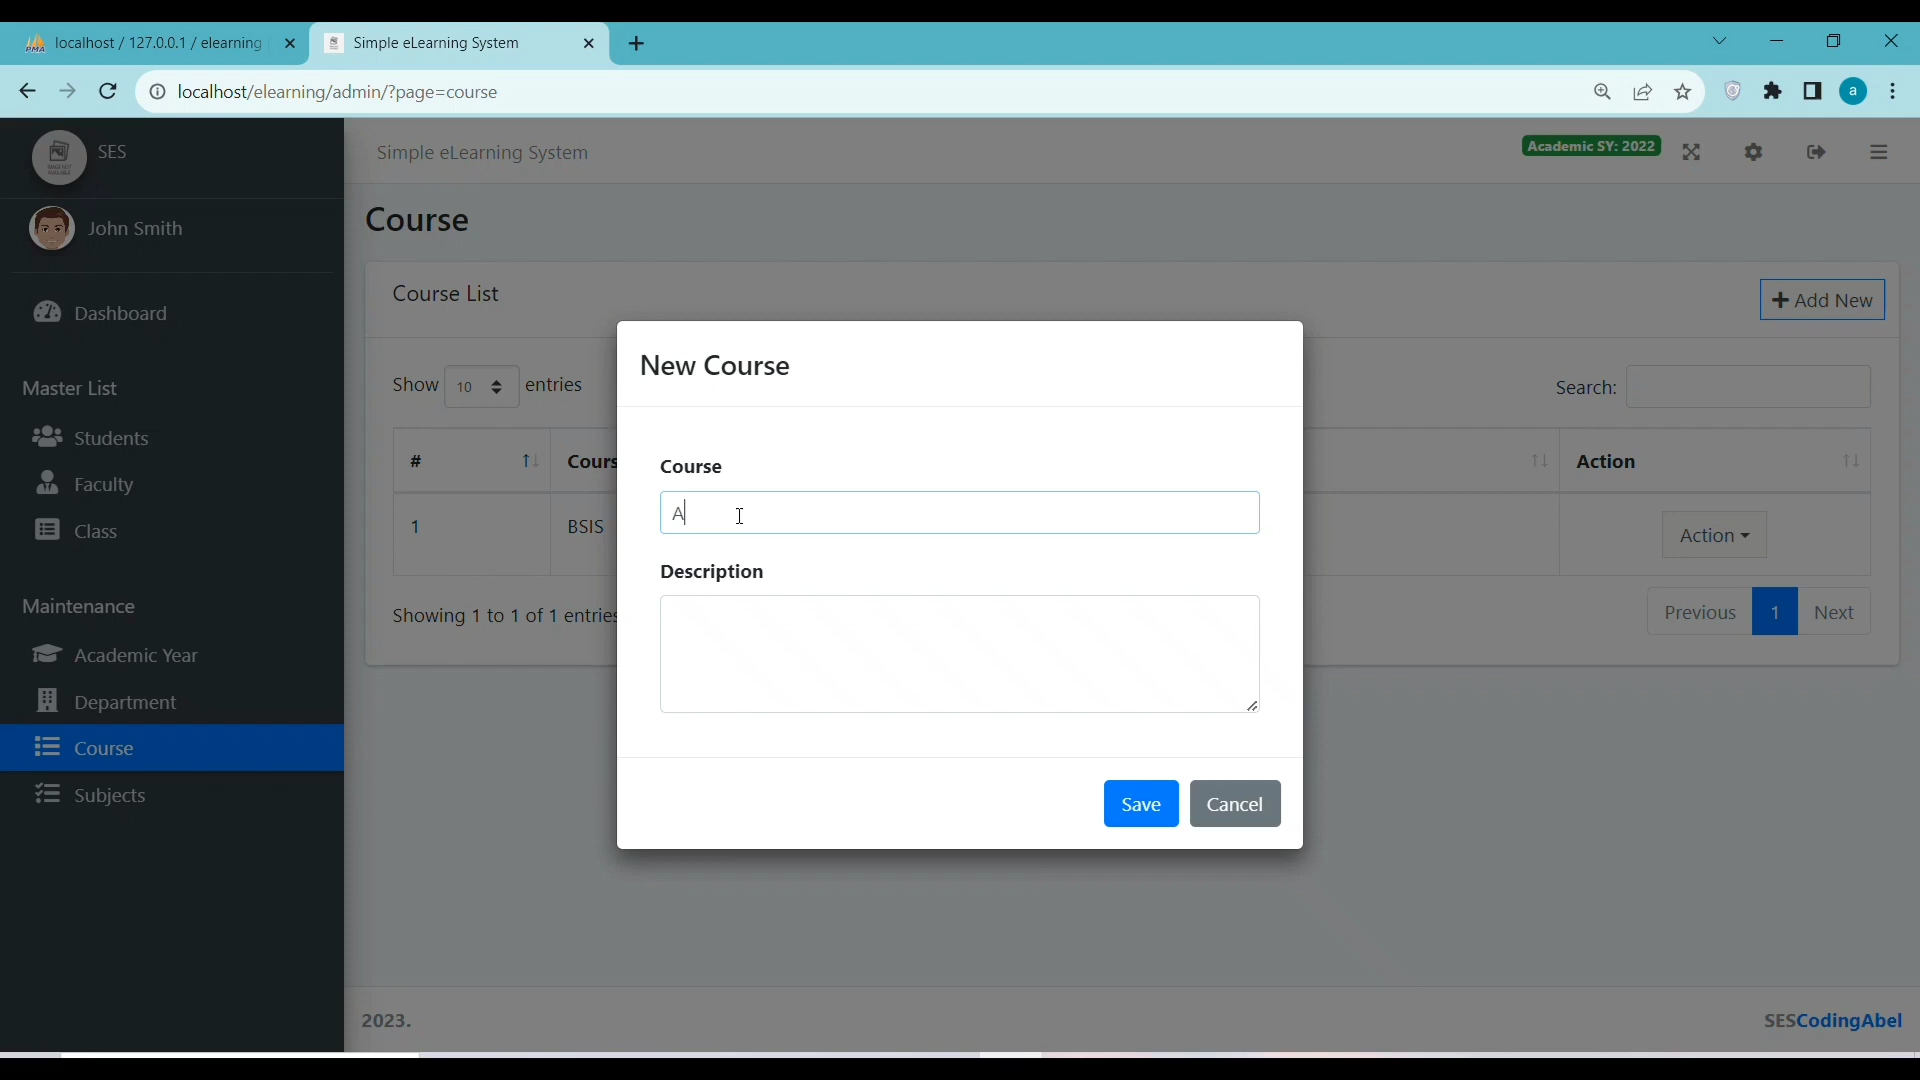 localhost / 127.0.0.1 / elearning
Simple eLearning System
localhost/elearning/admin/?page=course
a
SES
Simple eLearning System
Academic SY: 2022
John Smith
Course
Dashboard
Course List
Add New
Master List
Show 10 entries
Search:
Students
Faculty
Class
# Cours Action
1 BSIS Action
Showing 1 to 1 of 1 entries
Previous 1 Next
New Course
Course
A
Description
Save Cancel
Maintenance
Academic Year
Department
Course
Subjects
2023.
SESCodingAbel